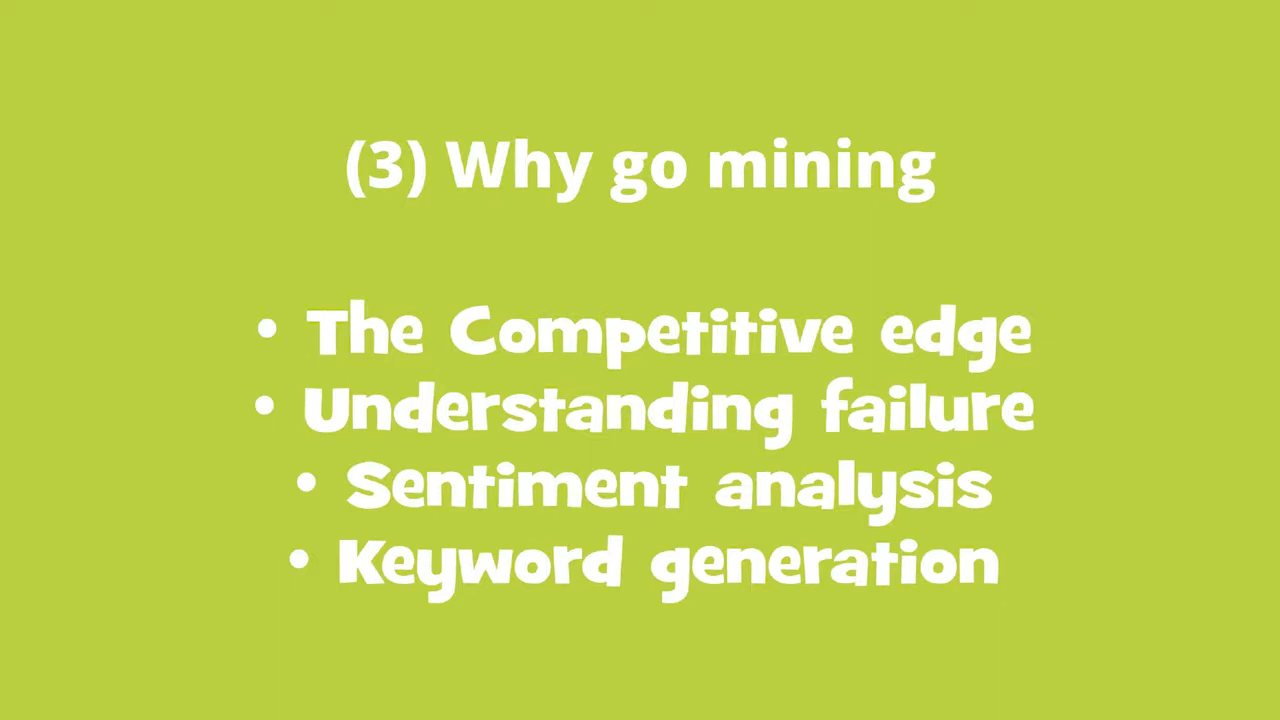 (3) Why go mining
• The Competitive edge
• Understanding failure
• Sentiment analysis
• Keyword generation